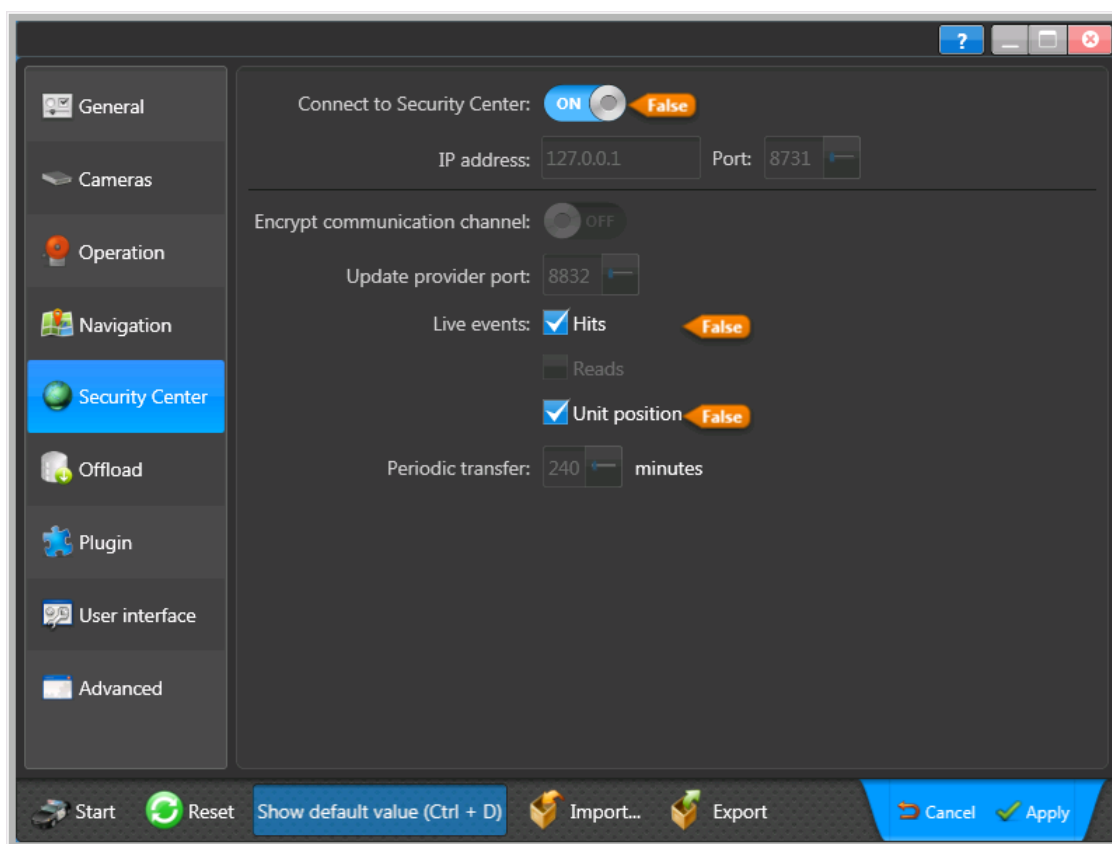 ?
General
Cameras
Operation
Navigation
Security Center
Offload
Plugin
User interface
Advanced
Connect to Security Center: ON False
IP address: 127.0.0.1 Port: 8731
Encrypt communication channel: OFF
Update provider port: 8832
Live events: Hits False
Reads
Unit position False
Periodic transfer: 240 minutes
Start Reset Show default value (Ctrl + D) Import... Export Cancel Apply